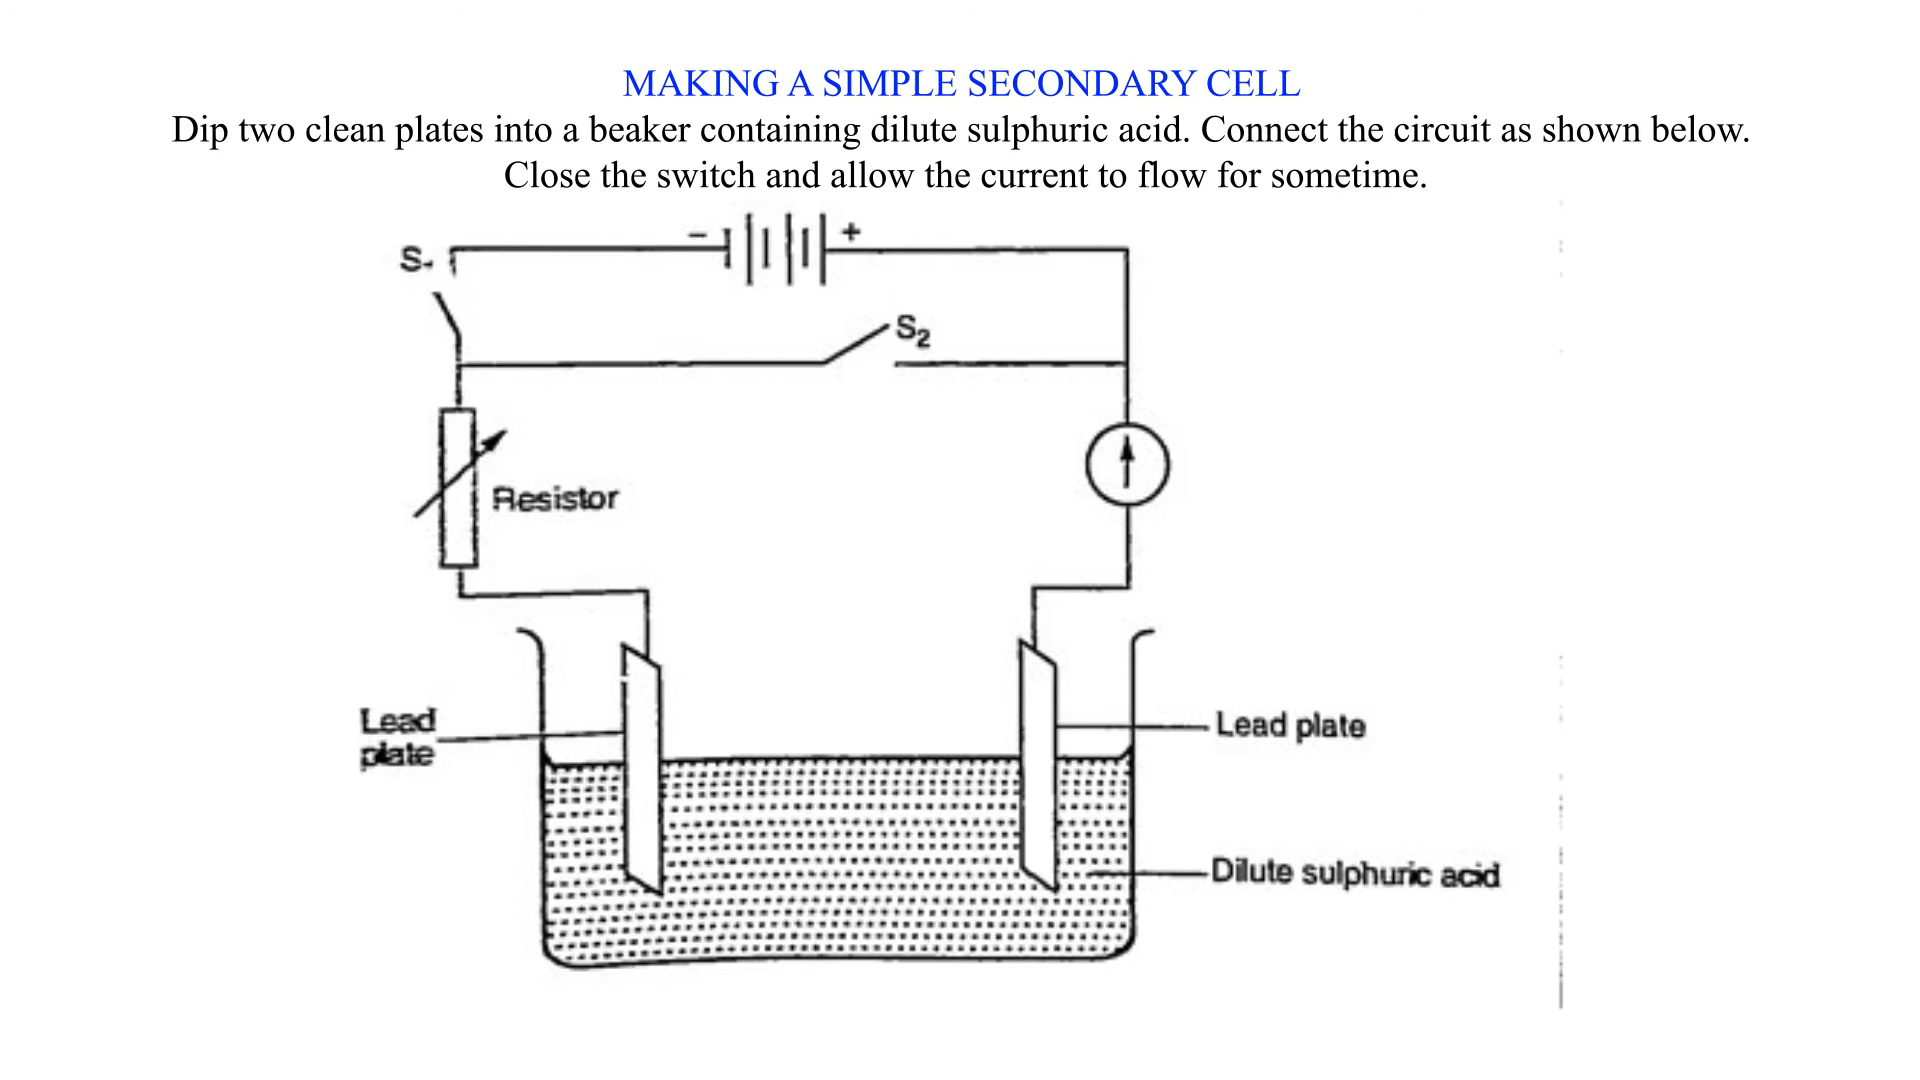 MAKING A SIMPLE SECONDARY CELL
Dip two clean plates into a beaker containing dilute sulphuric acid. Connect the circuit as shown below.
Close the switch and allow the current to flow for sometime.
- +
S
S₂
Resistor
Lead
plate
Lead plate
Dilute sulphuric acid